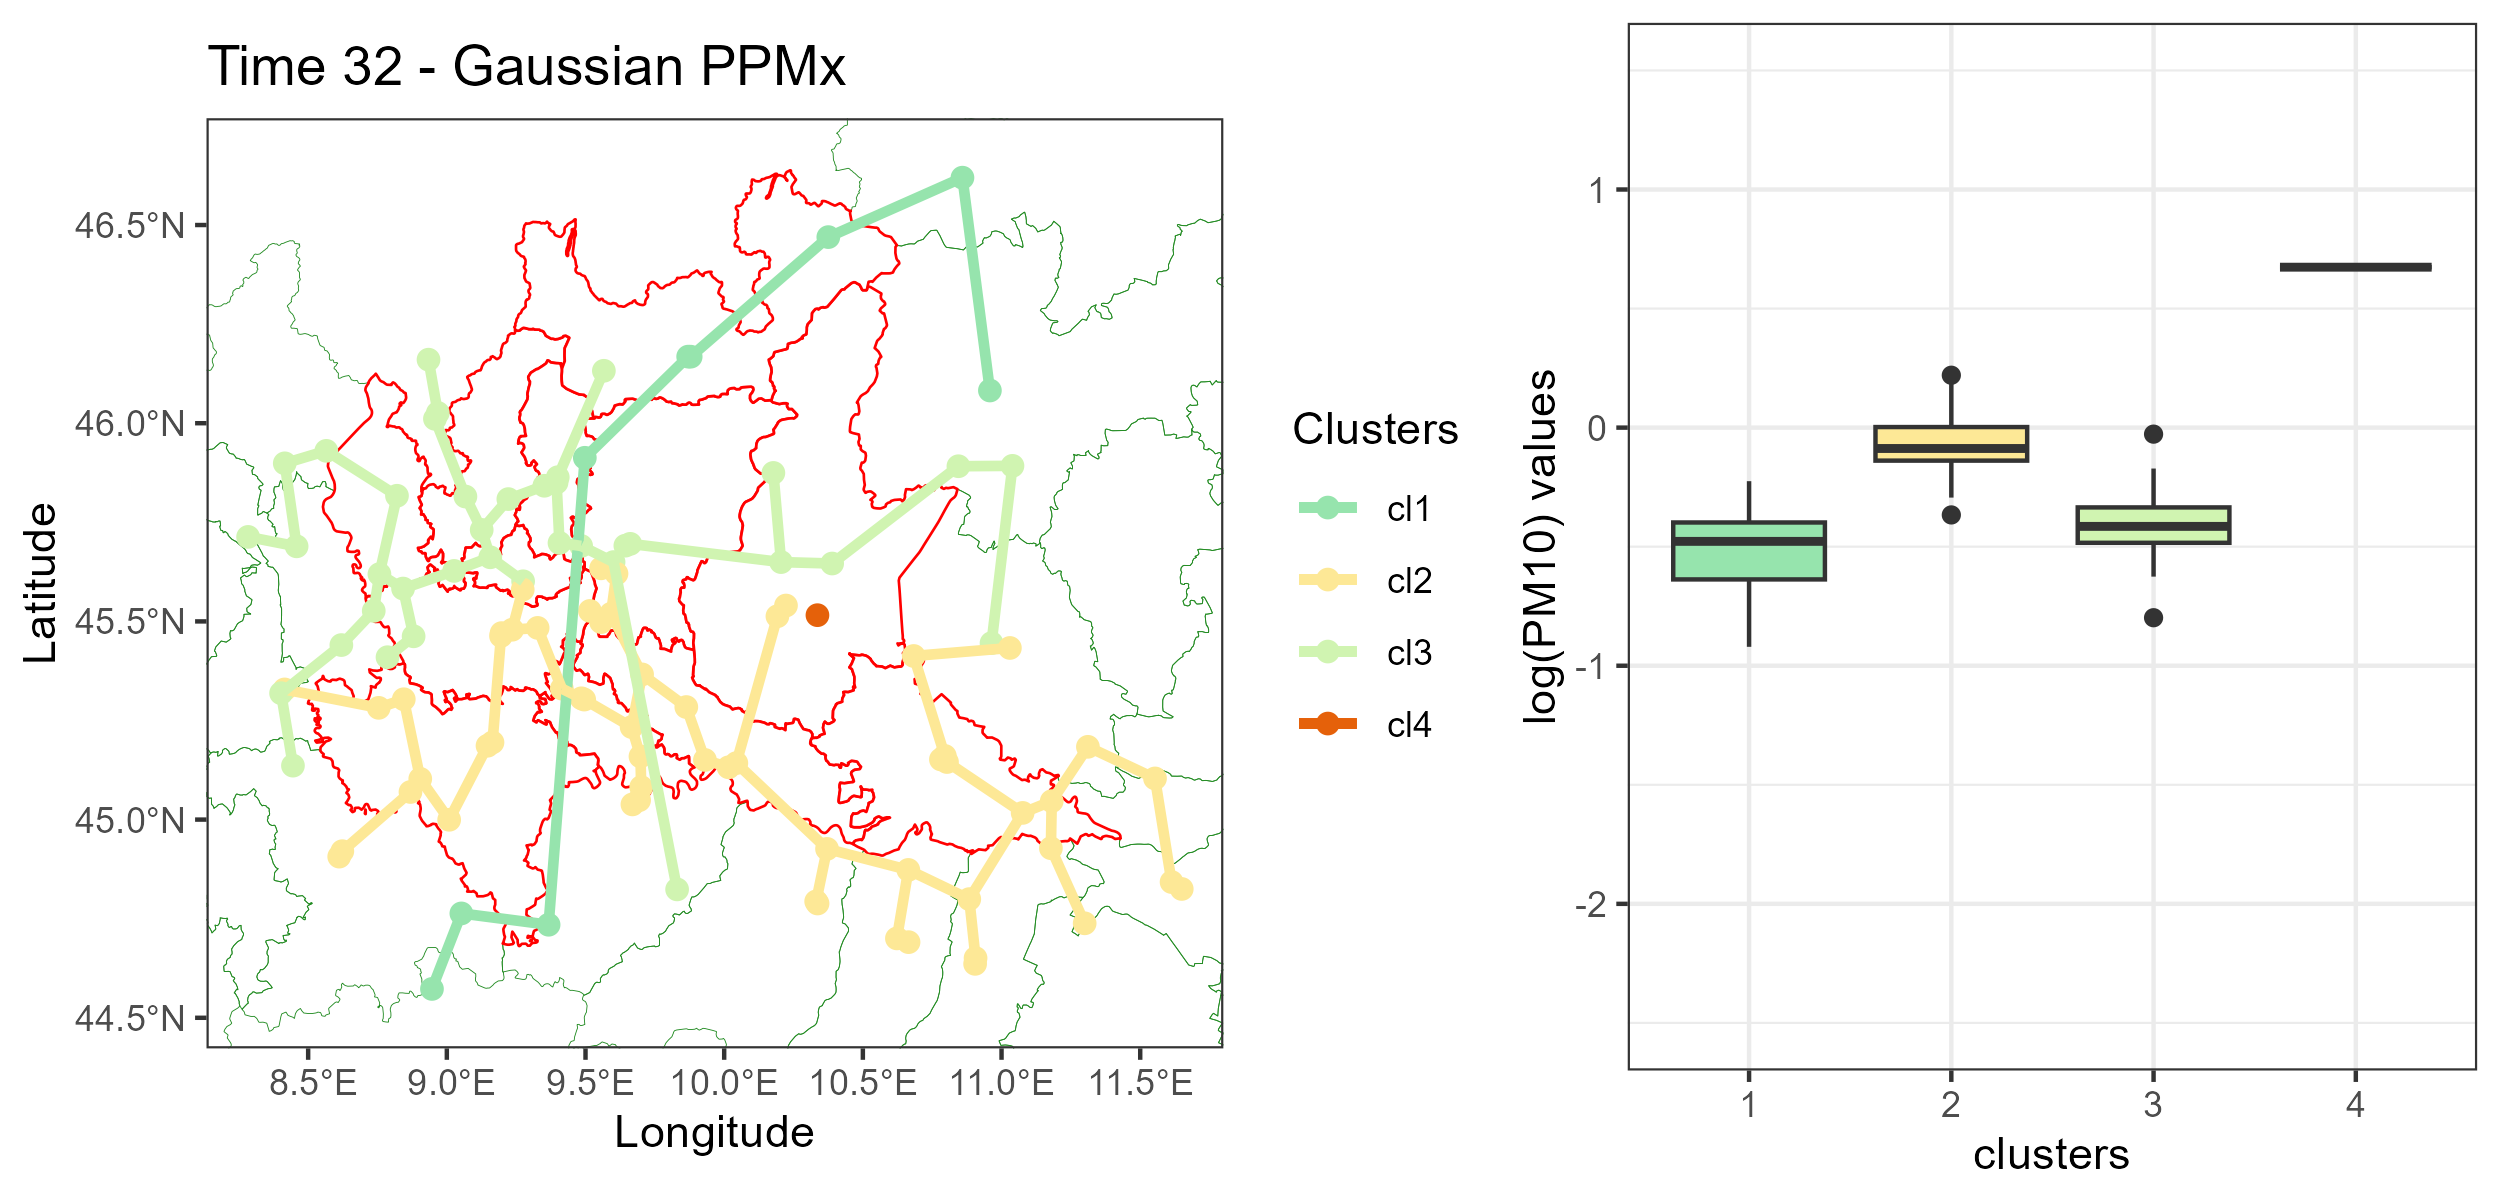 Time 32 - Gaussian PPMx
Latitude
46.5°N
46.0°N
45.5°N
45.0°N
44.5°N
8.5°E 9.0°E 9.5°E 10.0°E 10.5°E 11.0°E 11.5°E
Longitude
Clusters
cl1
cl2
cl3
cl4
log(PM10) values
1
0
-1
-2
1 2 3 4
clusters